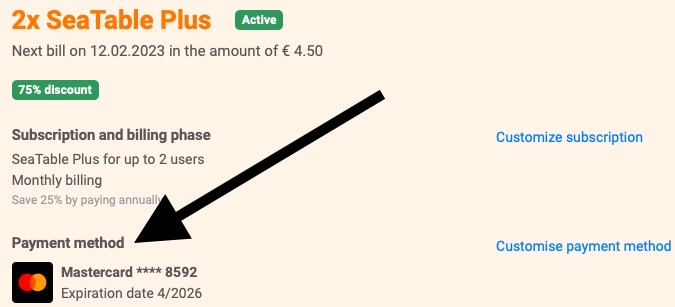 2x SeaTable Plus Active
Next bill on 12.02.2023 in the amount of € 4.50
75% discount
Subscription and billing phase Customize subscription
SeaTable Plus for up to 2 users
Monthly billing
Save 25% by paying annually
Payment method Customise payment method
Mastercard **** 8592
Expiration date 4/2026